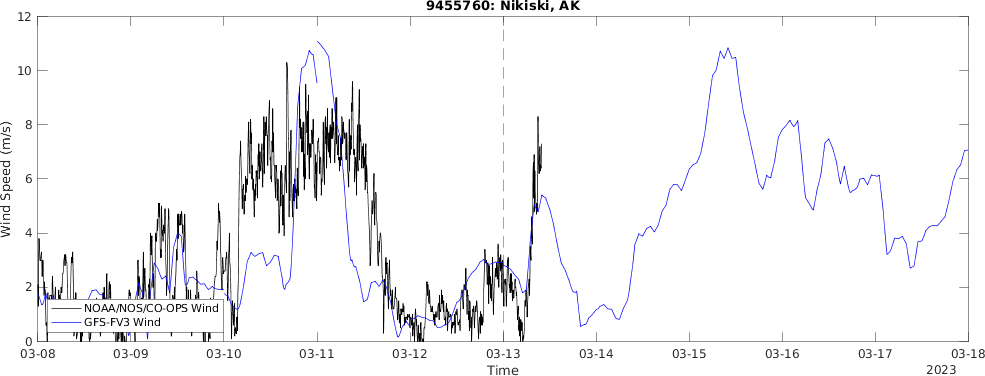 9455760: Nikiski, AK
Wind Speed (m/s)
12
10
8
6
4
2
0
NOAA/NOS/CO-OPS Wind
GFS-FV3 Wind
03-08 03-09 03-10 03-11 03-12 03-13 03-14 03-15 03-16 03-17 03-18
Time
2023